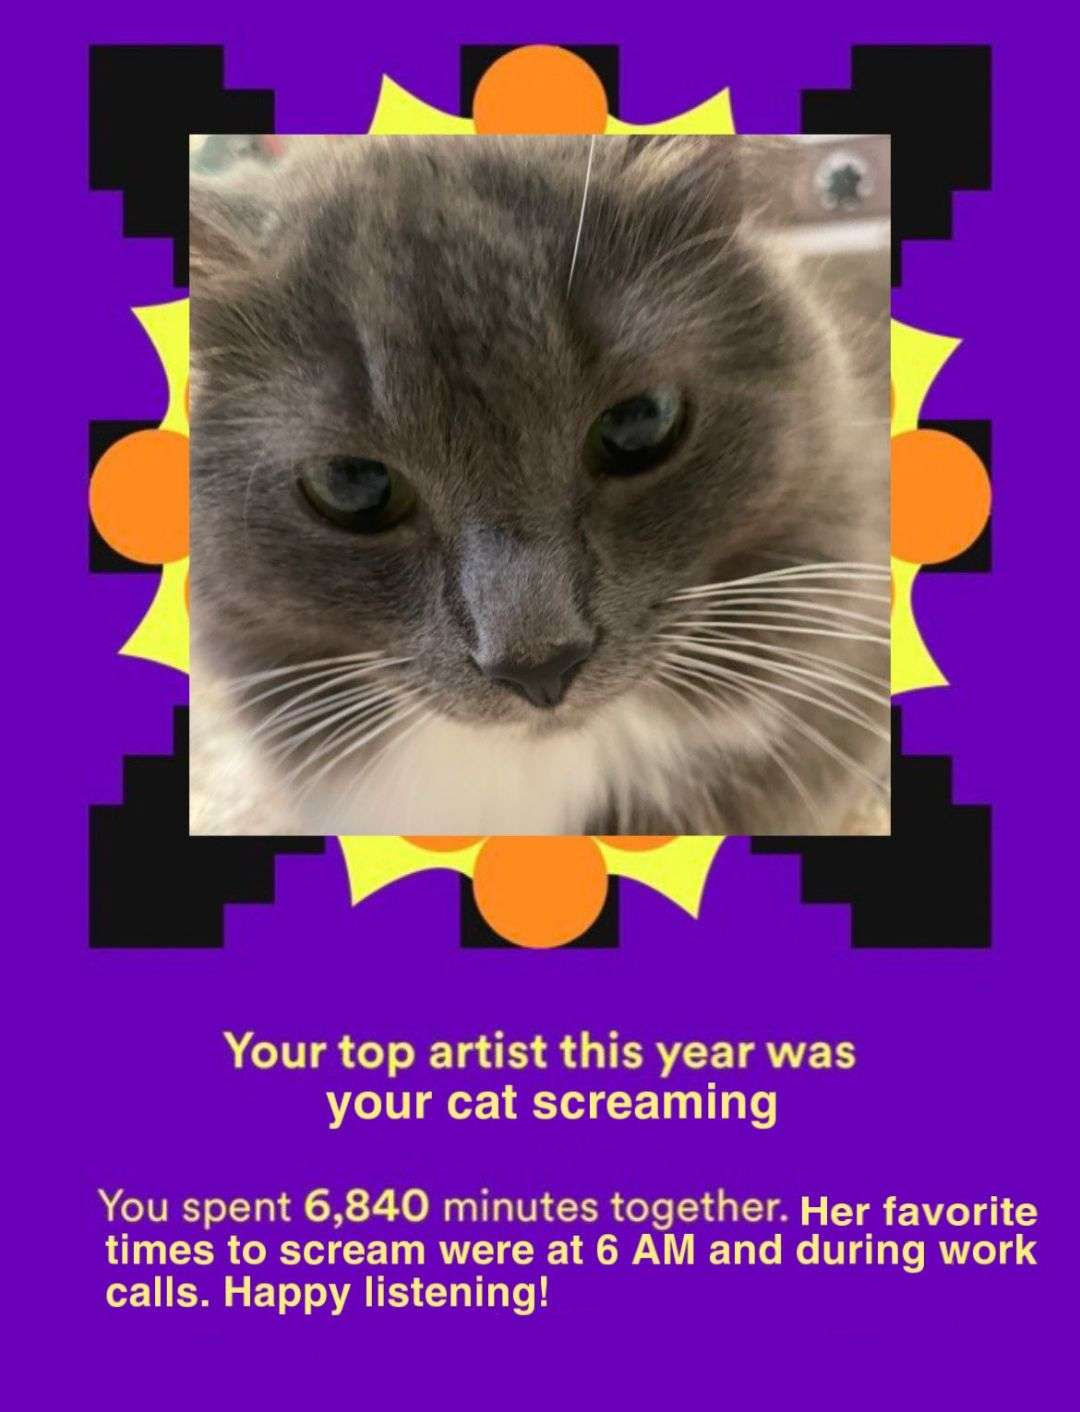 Your top artist this year was
your cat screaming
You spent 6,840 minutes together. Her favorite
times to scream were at 6 AM and during work
calls. Happy listening!